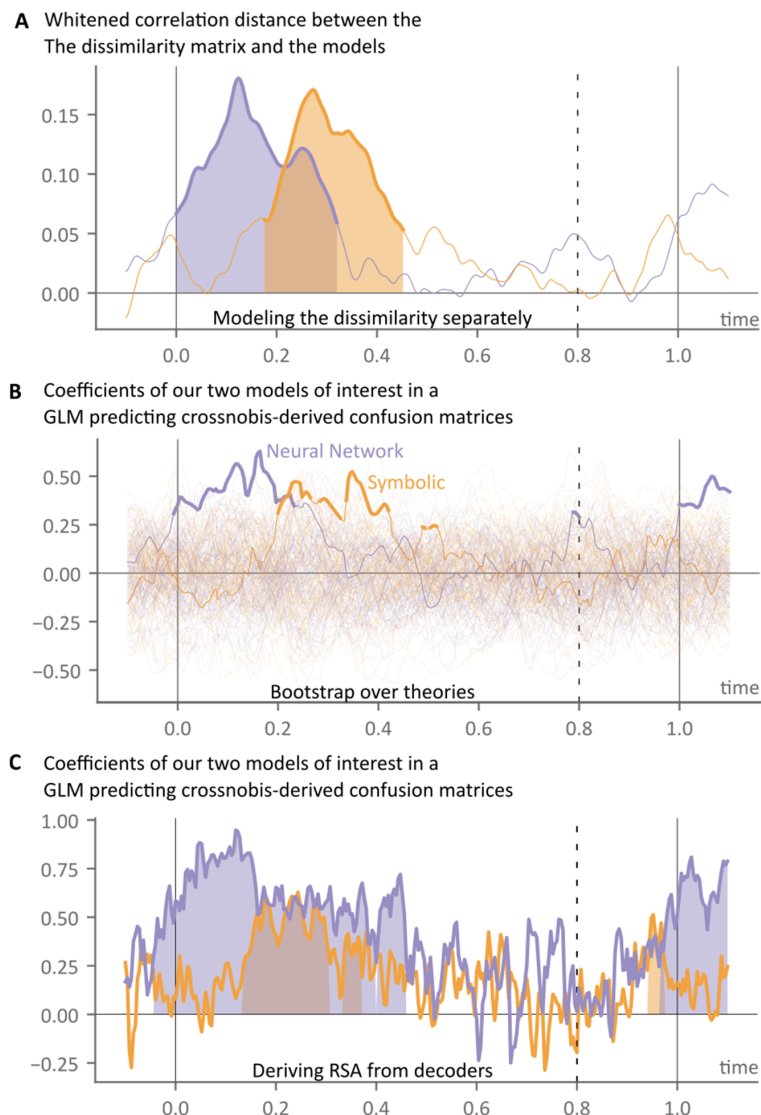 A Whitened correlation distance between the
The dissimilarity matrix and the models
0.15
0.10
0.05
0.00
Modeling the dissimilarity separately
time
0.0 0.2 0.4 0.6 0.8 1.0
B Coefficients of our two models of interest in a
GLM predicting crossnobis-derived confusion matrices
Neural Network
Symbolic
0.50
0.25
0.00
−0.25
−0.50
Bootstrap over theories
time
0.0 0.2 0.4 0.6 0.8 1.0
C Coefficients of our two models of interest in a
GLM predicting crossnobis-derived confusion matrices
1.00
0.75
0.50
0.25
0.00
−0.25
Deriving RSA from decoders
time
0.0 0.2 0.4 0.6 0.8 1.0